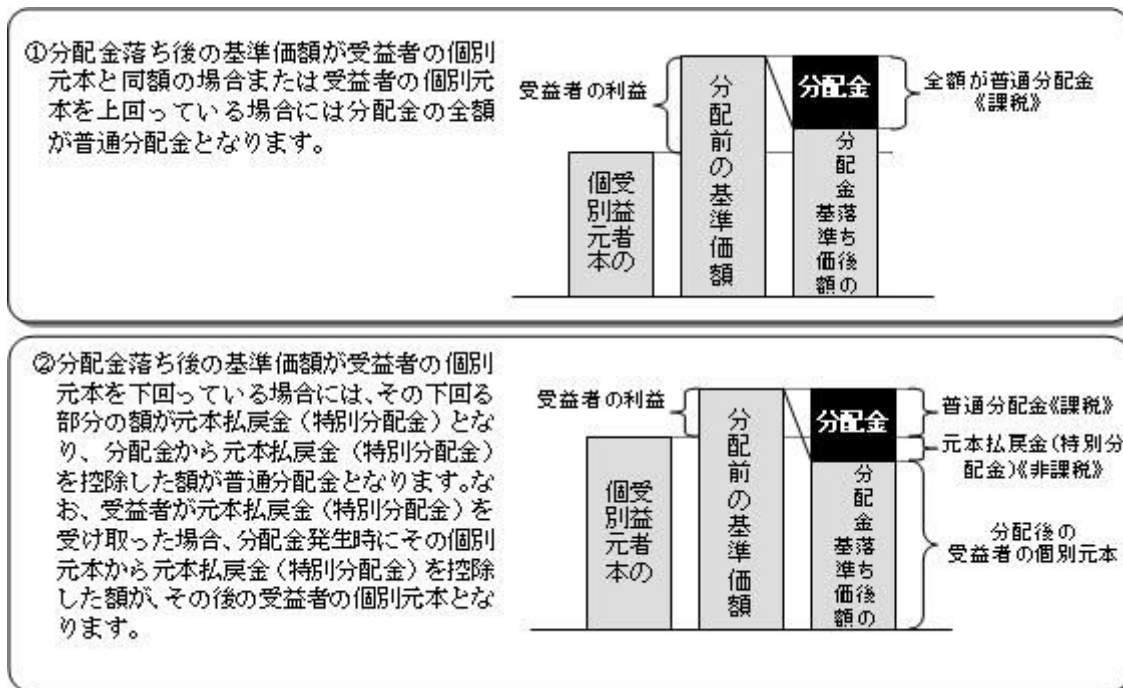 ①分配金落ち後の基準価額が受益者の個別
元本と同額の場合または受益者の個別元
本を上回っている場合には分配金の全額
が普通分配金となります。
受益者の利益
受益者の
個別元本
分配前の基準価額
分配金
分配金落ち後の
基準価額
全額が普通分配金
《課税》
②分配金落ち後の基準価額が受益者の個別
元本を下回っている場合には、その下回る
部分の額が元本払戻金(特別分配金)とな
り、分配金から元本払戻金(特別分配金)
を控除した額が普通分配金となります。な
お、受益者が元本払戻金(特別分配金)を
受け取った場合、分配金発生時にその個別
元本から元本払戻金(特別分配金)を控除
した額が、その後の受益者の個別元本とな
ります。
受益者の利益
受益者の
個別元本
分配前の基準価額
分配金
分配金落ち後の
基準価額
普通分配金《課税》
元本払戻金(特別分
配金)《非課税》
分配後の
受益者の個別元本